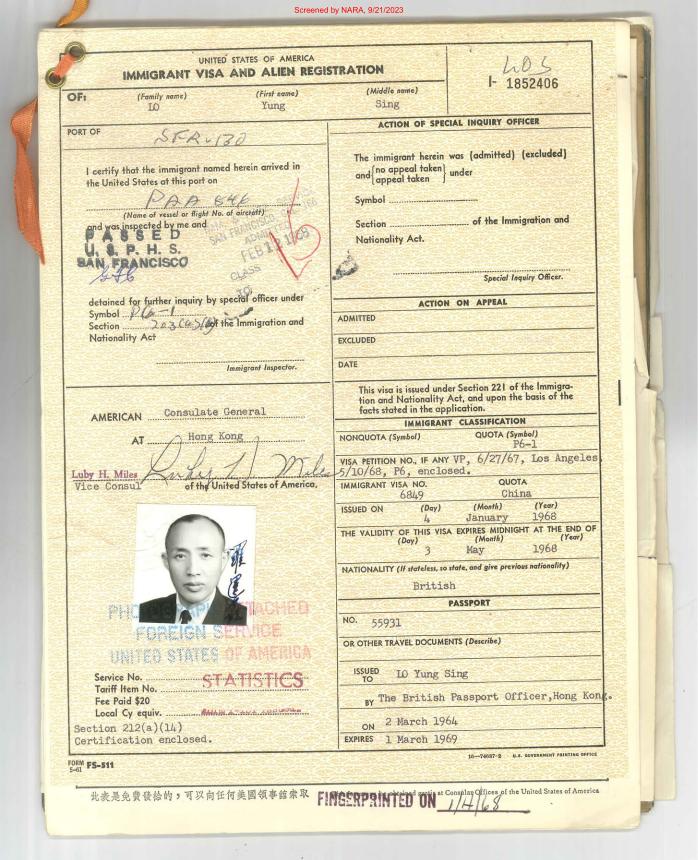 Screened by NARA, 9/21/2023
UNITED STATES OF AMERICA
IMMIGRANT VISA AND ALIEN REGISTRATION
LOS
I- 1852406
OF:
(Family name) (First name) (Middle name)
LO Yung Sing
PORT OF
SFR-130
I certify that the immigrant named herein arrived in
the United States at this port on
PAA 846
(Name of vessel or flight No. of aircraft)
and was inspected by me and
PASSED
U. S. P. H. S.
SAN FRANCISCO
SAN FRANCISCO, CALIF.
ADMITTED
FEB 12 1968
CLASS
TO
detained for further inquiry by special officer under
Symbol P6-1
Section of the Immigration and
Nationality Act
Immigrant Inspector.
AMERICAN Consulate General
AT Hong Kong
Luby H. Miles
Vice Consul
of the United States of America.
羅
PHOTOGRAPH ATTACHED
FOREIGN SERVICE
UNITED STATES OF AMERICA
Service No.
STATISTICS
Tariff Item No.
Fee Paid $20
Local Cy equiv.
Section 212(a)(14)
Certification enclosed.
ACTION OF SPECIAL INQUIRY OFFICER
The immigrant herein was (admitted) (excluded)
and {no appeal taken} under
{appeal taken}
Symbol
Section of the Immigration and
Nationality Act.
Special Inquiry Officer.
ACTION ON APPEAL
ADMITTED
EXCLUDED
DATE
This visa is issued under Section 221 of the Immigra-
tion and Nationality Act, and upon the basis of the
facts stated in the application.
IMMIGRANT CLASSIFICATION
NONQUOTA (Symbol) QUOTA (Symbol)
P6-1
VISA PETITION NO., IF ANY VP, 6/27/67, Los Angeles
5/10/68, P6, enclosed.
IMMIGRANT VISA NO. QUOTA
6849 China
ISSUED ON (Day) (Month) (Year)
4 January 1968
THE VALIDITY OF THIS VISA EXPIRES MIDNIGHT AT THE END OF
(Day) (Month) (Year)
3 May 1968
NATIONALITY (If stateless, so state, and give previous nationality)
British
PASSPORT
NO. 55931
OR OTHER TRAVEL DOCUMENTS (Describe)
ISSUED
TO LO Yung Sing
BY The British Passport Officer,Hong Kong.
ON 2 March 1964
EXPIRES 1 March 1969
FORM
5-61 FS-511
16—74687-2 U.S. GOVERNMENT PRINTING OFFICE
此表是免費發給的,可以向任何美國領事館索取
obtained gratis at Consular Offices of the United States of America
FINGERPRINTED ON 1/4/68